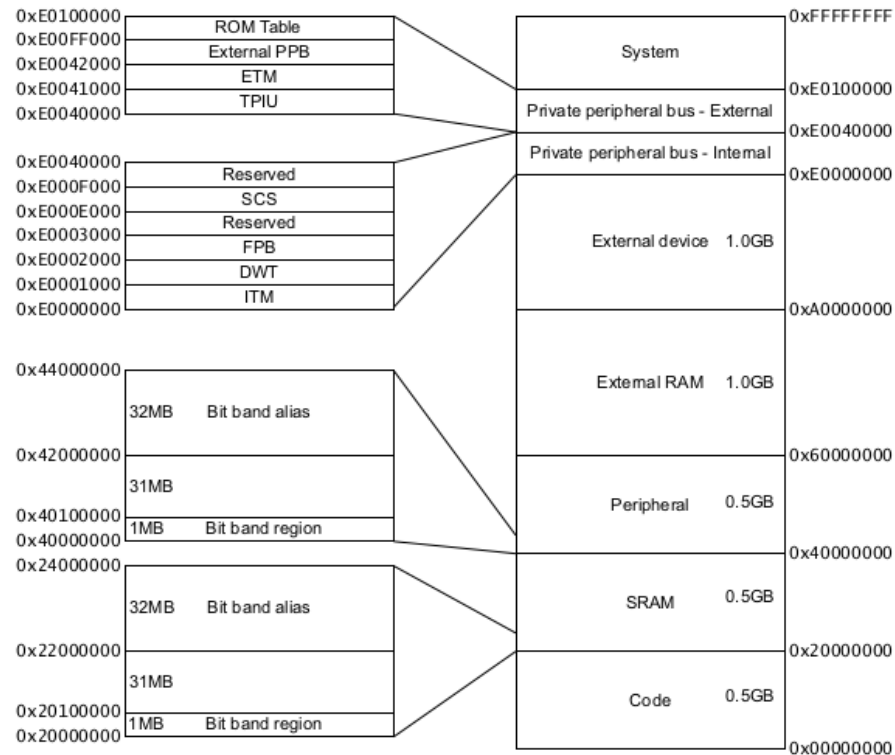 0xE0100000
ROM Table
0xE00FF000
External PPB
0xE0042000
ETM
0xE0041000
TPIU
0xE0040000
0xE0040000
Reserved
0xE000F000
SCS
0xE000E000
Reserved
0xE0003000
FPB
0xE0002000
DWT
0xE0001000
ITM
0xE0000000
0x44000000
32MB Bit band alias
0x42000000
31MB
0x40100000
1MB Bit band region
0x40000000
0x24000000
32MB Bit band alias
0x22000000
31MB
0x20100000
1MB Bit band region
0x20000000
0xFFFFFFFF
System
0xE0100000
Private peripheral bus - External
0xE0040000
Private peripheral bus - Internal
0xE0000000
External device 1.0GB
0xA0000000
External RAM 1.0GB
0x60000000
Peripheral 0.5GB
0x40000000
SRAM 0.5GB
0x20000000
Code 0.5GB
0x00000000